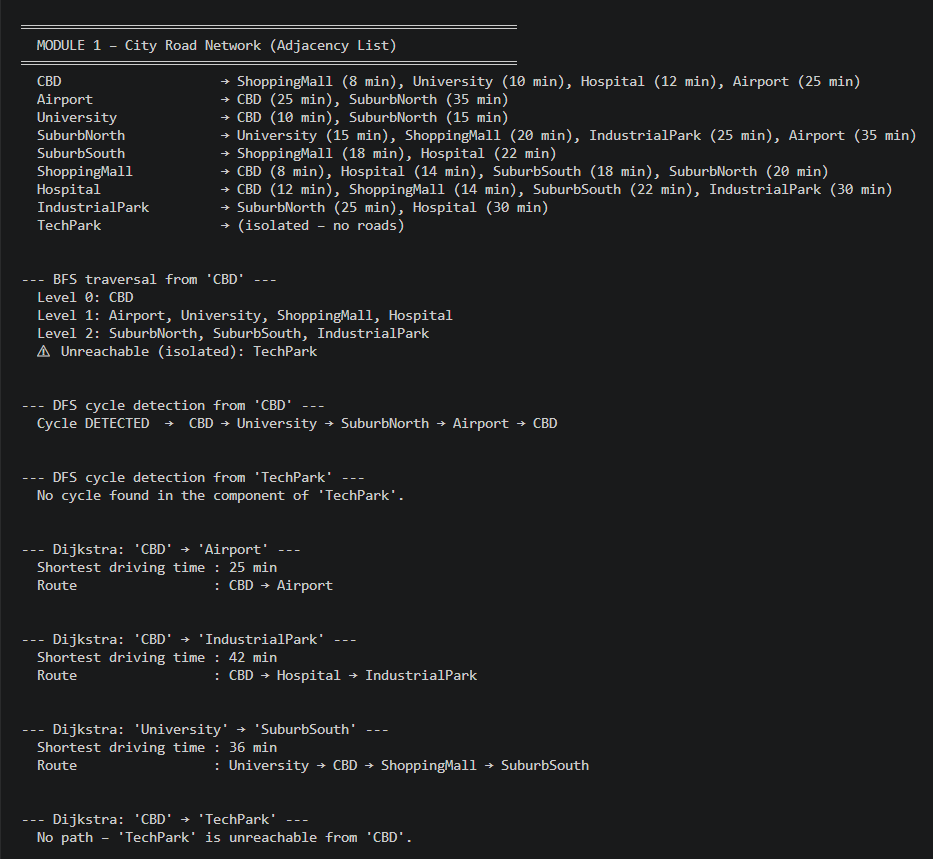 MODULE 1 – City Road Network (Adjacency List)
CBD → ShoppingMall (8 min), University (10 min), Hospital (12 min), Airport (25 min)
Airport → CBD (25 min), SuburbNorth (35 min)
University → CBD (10 min), SuburbNorth (15 min)
SuburbNorth → University (15 min), ShoppingMall (20 min), IndustrialPark (25 min), Airport (35 min)
SuburbSouth → ShoppingMall (18 min), Hospital (22 min)
ShoppingMall → CBD (8 min), Hospital (14 min), SuburbSouth (18 min), SuburbNorth (20 min)
Hospital → CBD (12 min), ShoppingMall (14 min), SuburbSouth (22 min), IndustrialPark (30 min)
IndustrialPark → SuburbNorth (25 min), Hospital (30 min)
TechPark → (isolated – no roads)
--- BFS traversal from 'CBD' ---
Level 0: CBD
Level 1: Airport, University, ShoppingMall, Hospital
Level 2: SuburbNorth, SuburbSouth, IndustrialPark
⚠ Unreachable (isolated): TechPark
--- DFS cycle detection from 'CBD' ---
Cycle DETECTED → CBD → University → SuburbNorth → Airport → CBD
--- DFS cycle detection from 'TechPark' ---
No cycle found in the component of 'TechPark'.
--- Dijkstra: 'CBD' → 'Airport' ---
Shortest driving time : 25 min
Route : CBD → Airport
--- Dijkstra: 'CBD' → 'IndustrialPark' ---
Shortest driving time : 42 min
Route : CBD → Hospital → IndustrialPark
--- Dijkstra: 'University' → 'SuburbSouth' ---
Shortest driving time : 36 min
Route : University → CBD → ShoppingMall → SuburbSouth
--- Dijkstra: 'CBD' → 'TechPark' ---
No path – 'TechPark' is unreachable from 'CBD'.